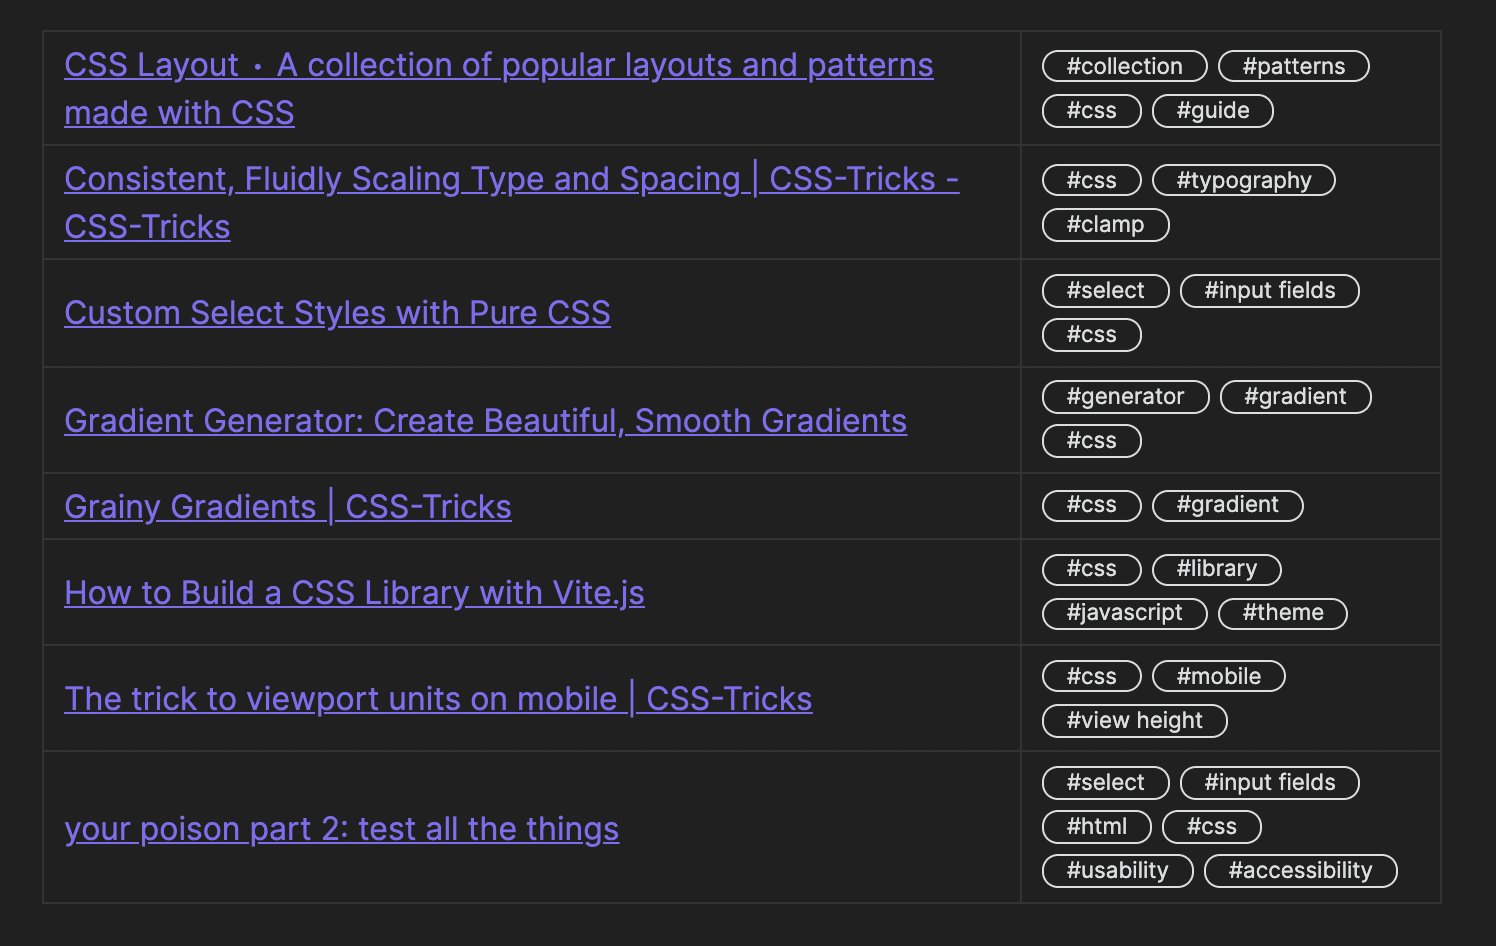 CSS Layout ∙ A collection of popular layouts and patterns
made with CSS
#collection #patterns
#css #guide
Consistent, Fluidly Scaling Type and Spacing | CSS-Tricks -
CSS-Tricks
#css #typography
#clamp
Custom Select Styles with Pure CSS
#select #input fields
#css
Gradient Generator: Create Beautiful, Smooth Gradients
#generator #gradient
#css
Grainy Gradients | CSS-Tricks
#css #gradient
How to Build a CSS Library with Vite.js
#css #library
#javascript #theme
The trick to viewport units on mobile | CSS-Tricks
#css #mobile
#view height
your poison part 2: test all the things
#select #input fields
#html #css
#usability #accessibility